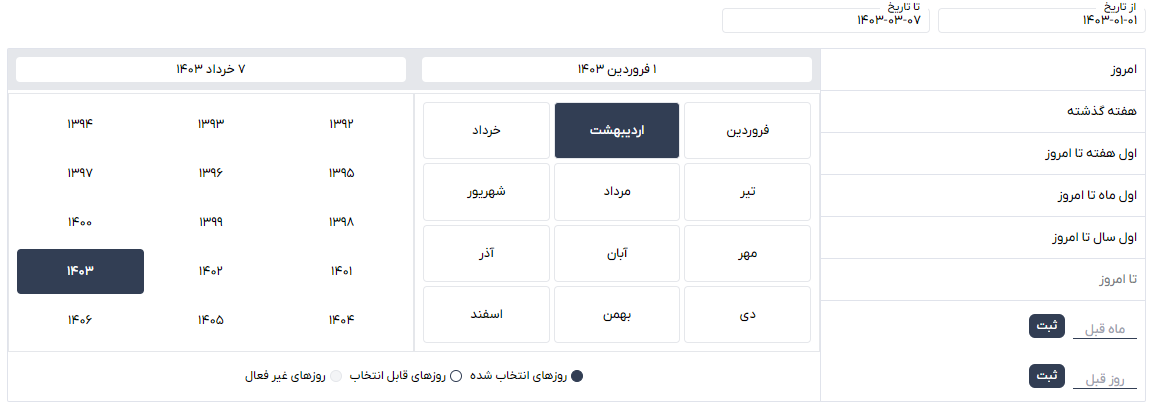 از تاریخ
۱۴۰۳-۰۱-۰۱
تا تاریخ
۱۴۰۳-۰۳-۰۷
امروز
هفته گذشته
اول هفته تا امروز
اول ماه تا امروز
اول سال تا امروز
تا امروز
ماه قبل ثبت
روز قبل ثبت
۱ فروردین ۱۴۰۳
فروردین اردیبهشت خرداد
تیر مرداد شهریور
مهر آبان آذر
دی بهمن اسفند
۷ خرداد ۱۴۰۳
۱۳۹۲ ۱۳۹۳ ۱۳۹۴
۱۳۹۵ ۱۳۹۶ ۱۳۹۷
۱۳۹۸ ۱۳۹۹ ۱۴۰۰
۱۴۰۱ ۱۴۰۲ ۱۴۰۳
۱۴۰۴ ۱۴۰۵ ۱۴۰۶
روزهای انتخاب شده روزهای قابل انتخاب روزهای غیر فعال